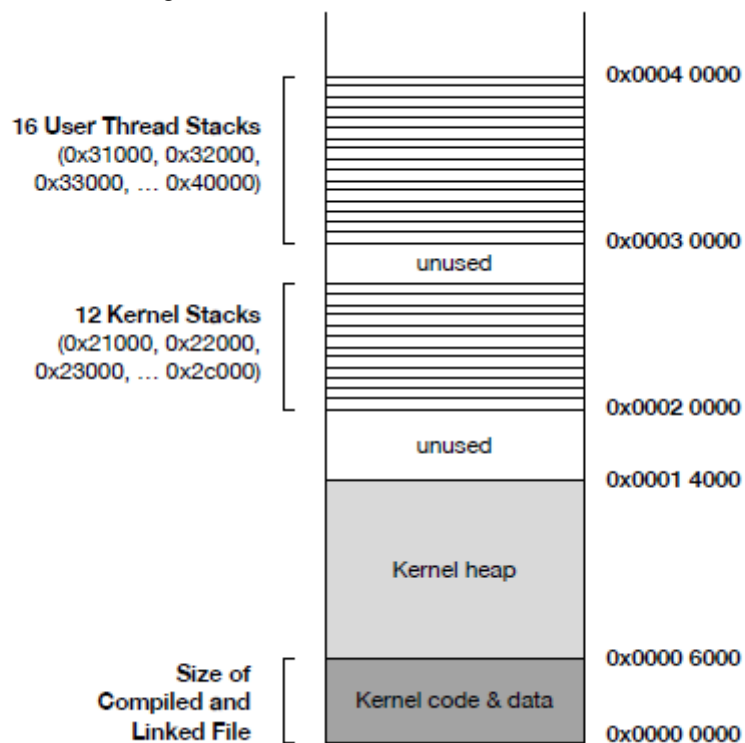 0x0004 0000
16 User Thread Stacks
(0x31000, 0x32000,
0x33000, ... 0x40000)
0x0003 0000
unused
12 Kernel Stacks
(0x21000, 0x22000,
0x23000, ... 0x2c000)
0x0002 0000
unused
0x0001 4000
Kernel heap
0x0000 6000
Size of
Compiled and
Linked File
Kernel code & data
0x0000 0000